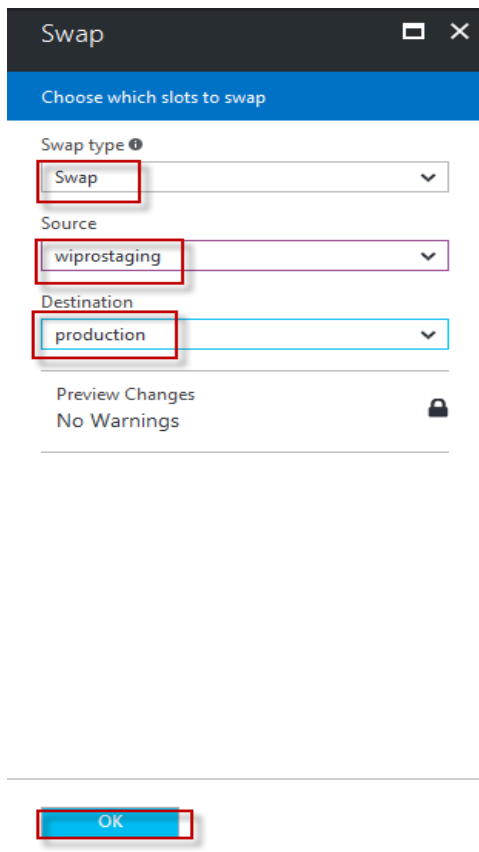 Swap
Choose which slots to swap
Swap type
Swap
Source
wiprostaging
Destination
production
Preview Changes
No Warnings
OK